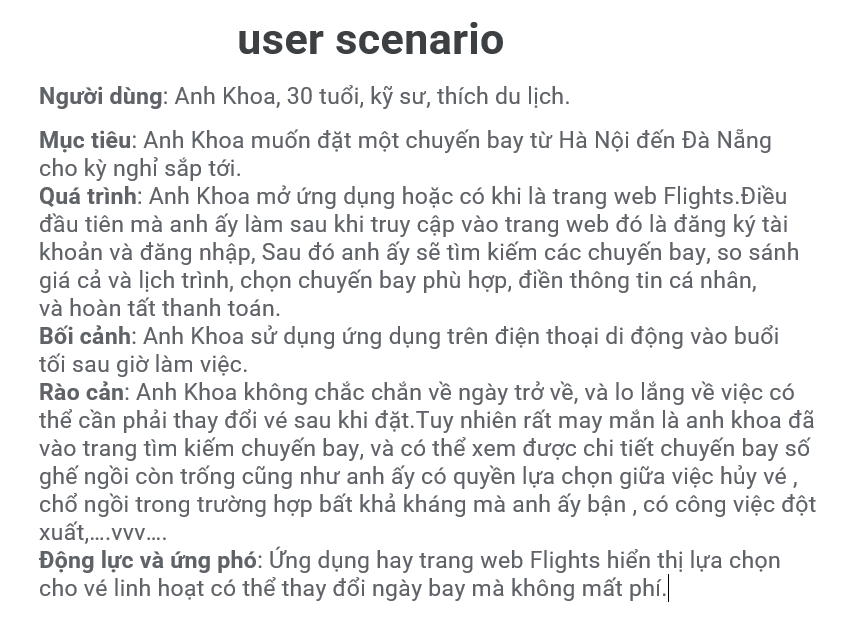 user scenario
Người dùng: Anh Khoa, 30 tuổi, kỹ sư, thích du lịch.
Mục tiêu: Anh Khoa muốn đặt một chuyến bay từ Hà Nội đến Đà Nẵng
cho kỳ nghỉ sắp tới.
Quá trình: Anh Khoa mở ứng dụng hoặc có khi là trang web Flights.Điều
đầu tiên mà anh ấy làm sau khi truy cập vào trang web đó là đăng ký tài
khoản và đăng nhập, Sau đó anh ấy sẽ tìm kiếm các chuyến bay, so sánh
giá cả và lịch trình, chọn chuyến bay phù hợp, điền thông tin cá nhân,
và hoàn tất thanh toán.
Bối cảnh: Anh Khoa sử dụng ứng dụng trên điện thoại di động vào buổi
tối sau giờ làm việc.
Rào cản: Anh Khoa không chắc chắn về ngày trở về, và lo lắng về việc có
thể cần phải thay đổi vé sau khi đặt.Tuy nhiên rất may mắn là anh khoa đã
vào trang tìm kiếm chuyến bay, và có thể xem được chi tiết chuyến bay số
ghế ngồi còn trống cũng như anh ấy có quyền lựa chọn giữa việc hủy vé ,
chổ ngồi trong trường hợp bất khả kháng mà anh ấy bận , có công việc đột
xuất,....vvv....
Động lực và ứng phó: Ứng dụng hay trang web Flights hiển thị lựa chọn
cho vé linh hoạt có thể thay đổi ngày bay mà không mất phí.